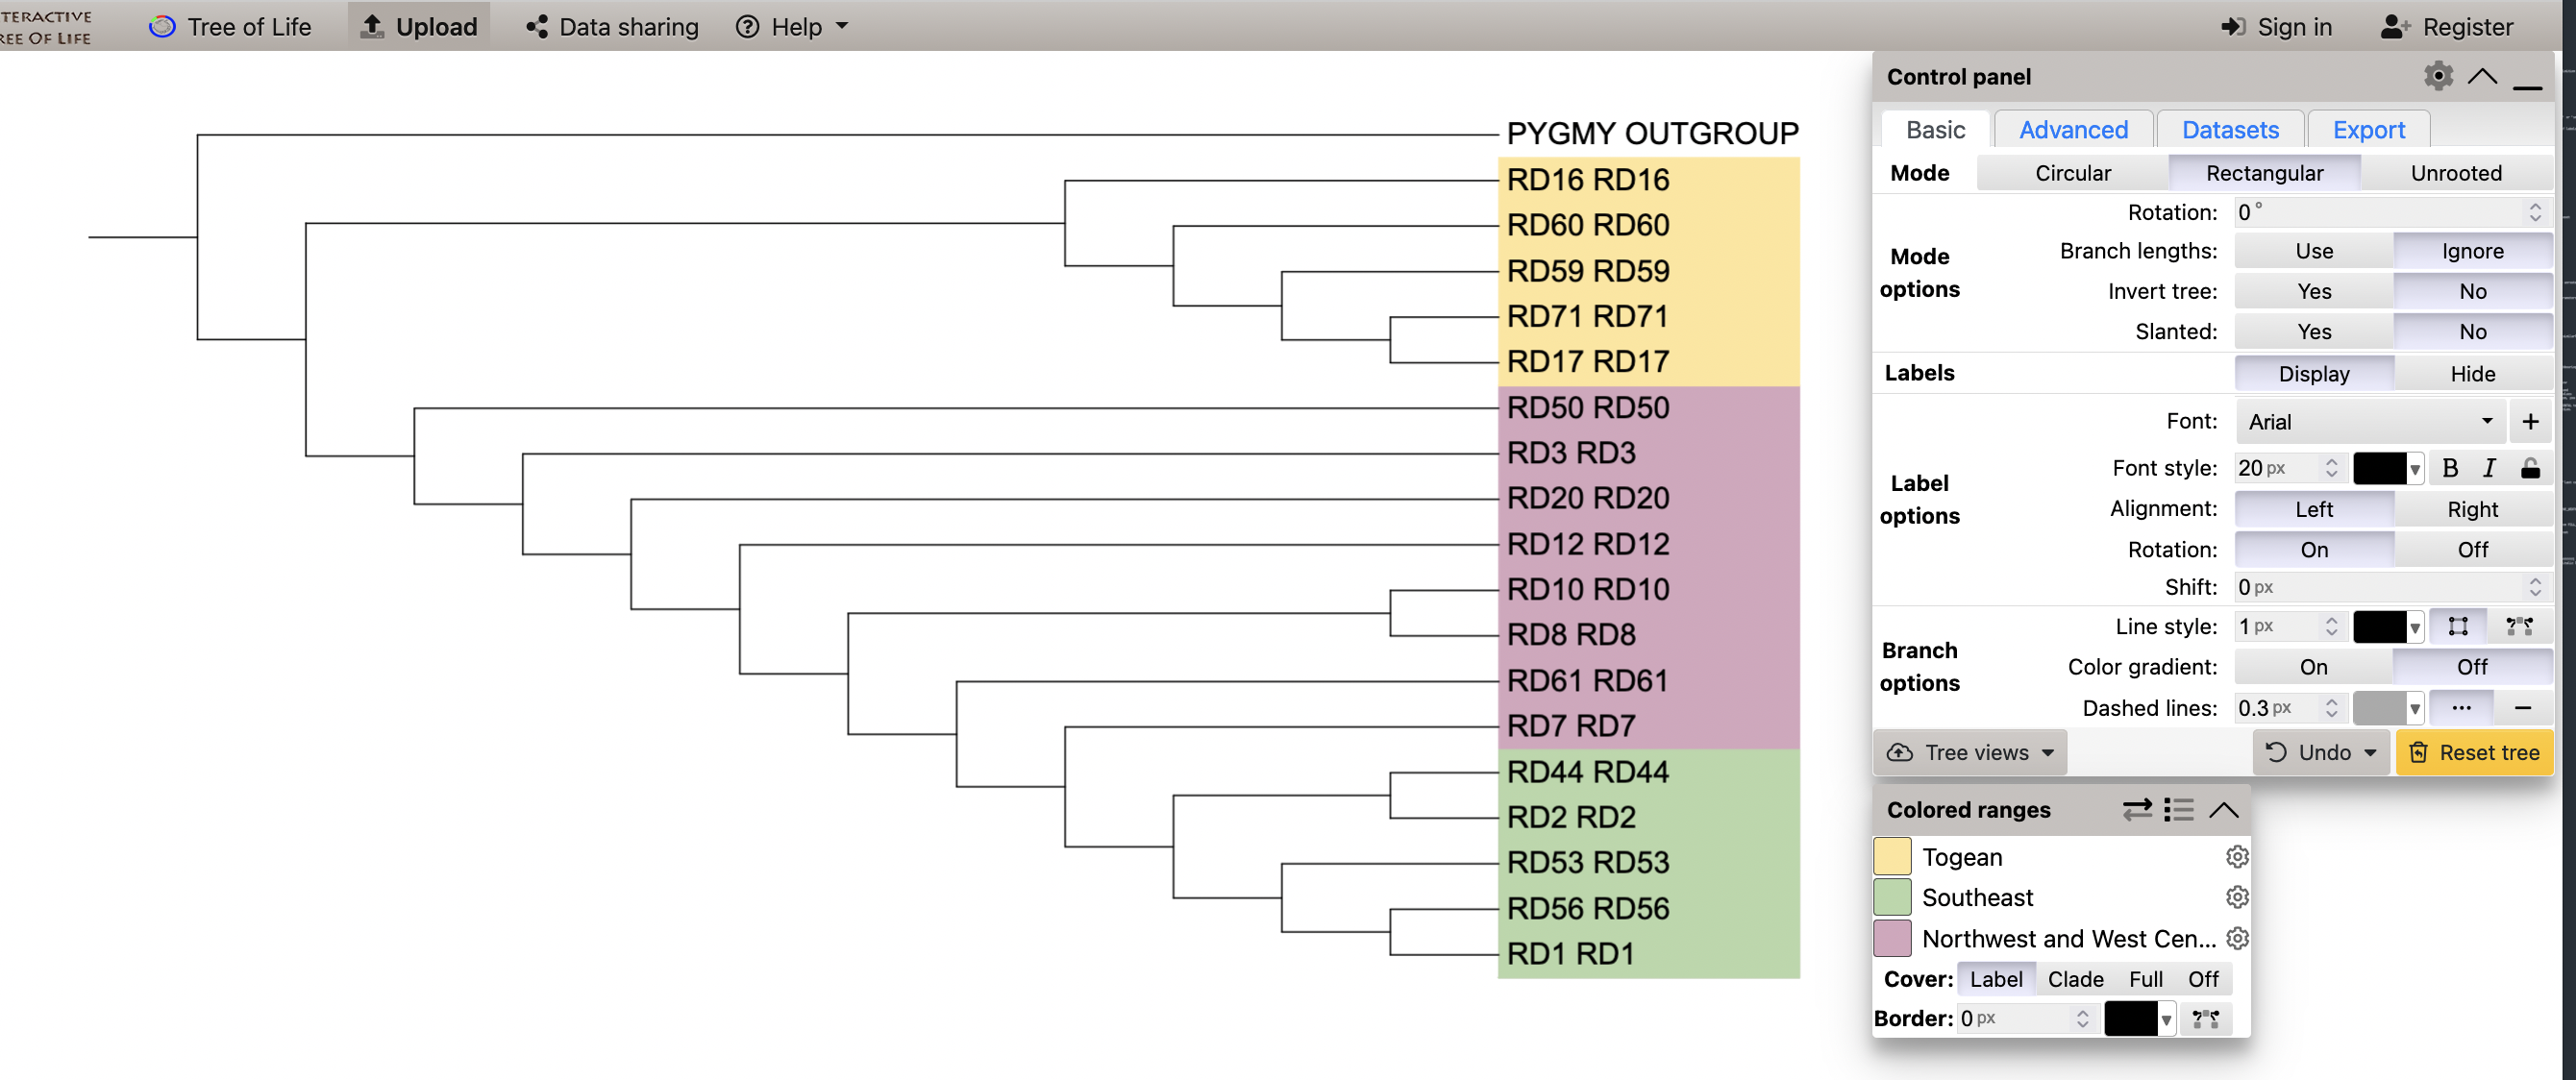 TERACTIVE
REE OF LIFE
Tree of Life
Upload
Data sharing
Help
Sign in
Register
PYGMY OUTGROUP
RD16 RD16
RD60 RD60
RD59 RD59
RD71 RD71
RD17 RD17
RD50 RD50
RD3 RD3
RD20 RD20
RD12 RD12
RD10 RD10
RD8 RD8
RD61 RD61
RD7 RD7
RD44 RD44
RD2 RD2
RD53 RD53
RD56 RD56
RD1 RD1
Control panel
Basic Advanced Datasets Export
Mode Circular Rectangular Unrooted
Mode options
Rotation: 0 °
Branch lengths: Use Ignore
Invert tree: Yes No
Slanted: Yes No
Labels Display Hide
Label options
Font: Arial +
Font style: 20 px B I
Alignment: Left Right
Rotation: On Off
Shift: 0 px
Branch options
Line style: 1 px
Color gradient: On Off
Dashed lines: 0.3 px ... –
Tree views Undo Reset tree
Colored ranges
Togean
Southeast
Northwest and West Cen...
Cover: Label Clade Full Off
Border: 0 px